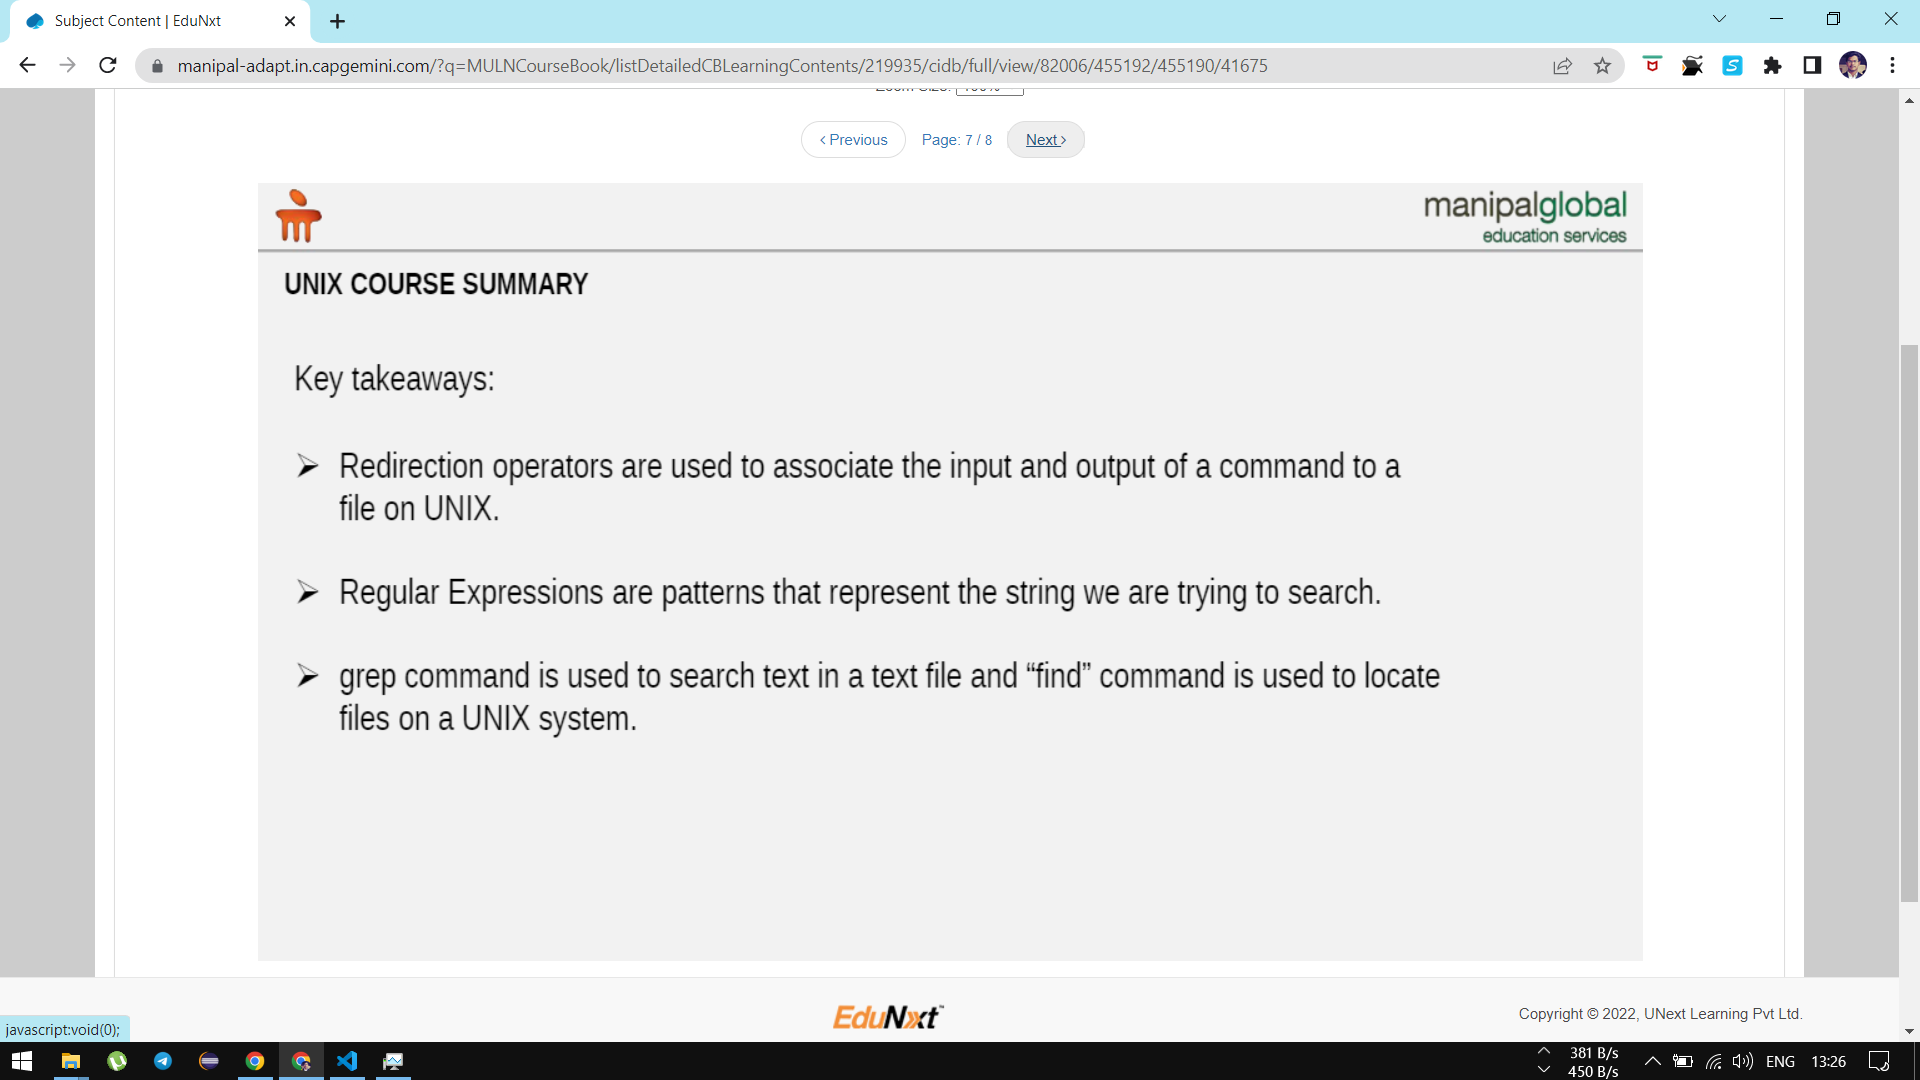 Subject Content | EduNxt
manipal-adapt.in.capgemini.com/?q=MULNCourseBook/listDetailedCBLearningContents/219935/cidb/full/view/82006/455192/455190/41675
‹ Previous
Page: 7 / 8
Next ›
manipalglobal
education services
UNIX COURSE SUMMARY
Key takeaways:
➢ Redirection operators are used to associate the input and output of a command to a
file on UNIX.
➢ Regular Expressions are patterns that represent the string we are trying to search.
➢ grep command is used to search text in a text file and “find” command is used to locate
files on a UNIX system.
EduNxt™
Copyright © 2022, UNext Learning Pvt Ltd.
javascript:void(0);
381 B/s
450 B/s
ENG
13:26